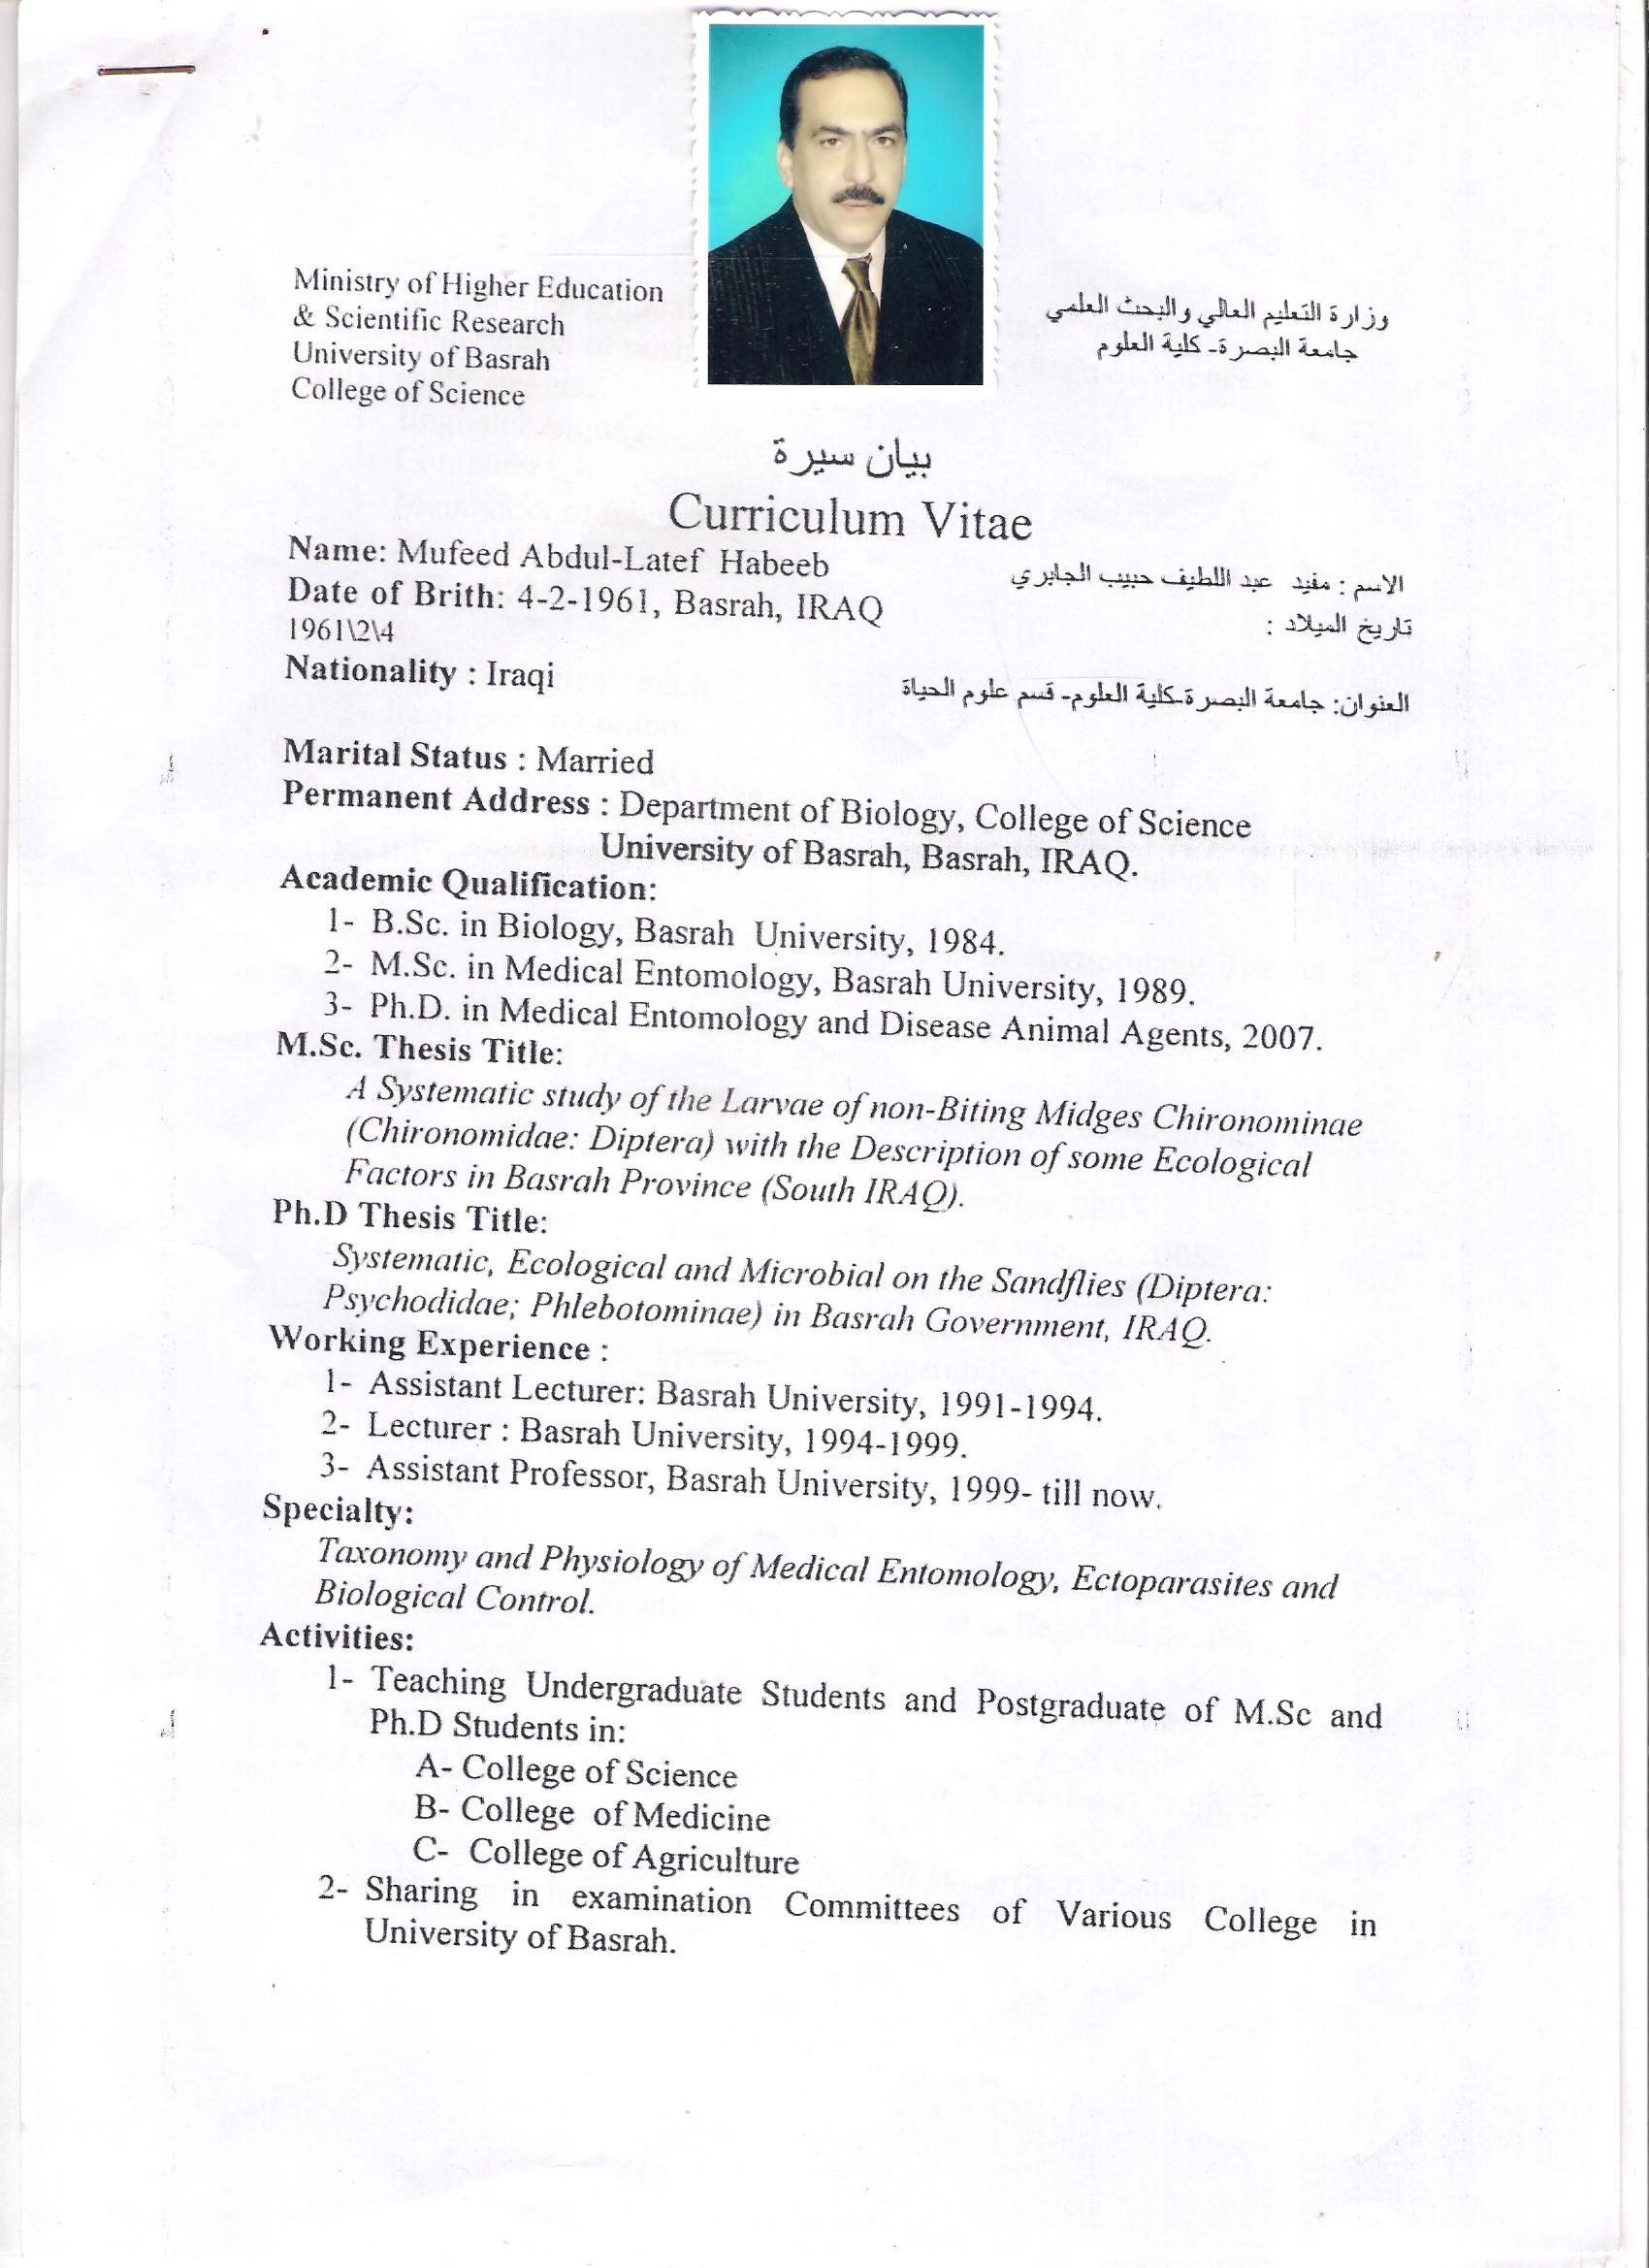 Ministry of Higher Education
& Scientific Research
University of Basrah
College of Science
وزارة التعليم العالي والبحث العلمي
جامعة البصرة- كلية العلوم
بيان سيرة
Curriculum Vitae
Name: Mufeed Abdul-Latef Habeeb
الاسم : مفيد عبد اللطيف حبيب الجابري
Date of Brith: 4-2-1961, Basrah, IRAQ
تاريخ الميلاد :
1961\2\4
Nationality : Iraqi
العنوان: جامعة البصرة-كلية العلوم- قسم علوم الحياة
Marital Status : Married
Permanent Address : Department of Biology, College of Science
University of Basrah, Basrah, IRAQ.
Academic Qualification:
1- B.Sc. in Biology, Basrah University, 1984.
2- M.Sc. in Medical Entomology, Basrah University, 1989.
3- Ph.D. in Medical Entomology and Disease Animal Agents, 2007.
M.Sc. Thesis Title:
A Systematic study of the Larvae of non-Biting Midges Chironominae
(Chironomidae: Diptera) with the Description of some Ecological
Factors in Basrah Province (South IRAQ).
Ph.D Thesis Title:
Systematic, Ecological and Microbial on the Sandflies (Diptera:
Psychodidae; Phlebotominae) in Basrah Government, IRAQ.
Working Experience :
1- Assistant Lecturer: Basrah University, 1991-1994.
2- Lecturer : Basrah University, 1994-1999.
3- Assistant Professor, Basrah University, 1999- till now.
Specialty:
Taxonomy and Physiology of Medical Entomology, Ectoparasites and
Biological Control.
Activities:
1- Teaching Undergraduate Students and Postgraduate of M.Sc and
Ph.D Students in:
A- College of Science
B- College of Medicine
C- College of Agriculture
2- Sharing in examination Committees of Various College in
University of Basrah.